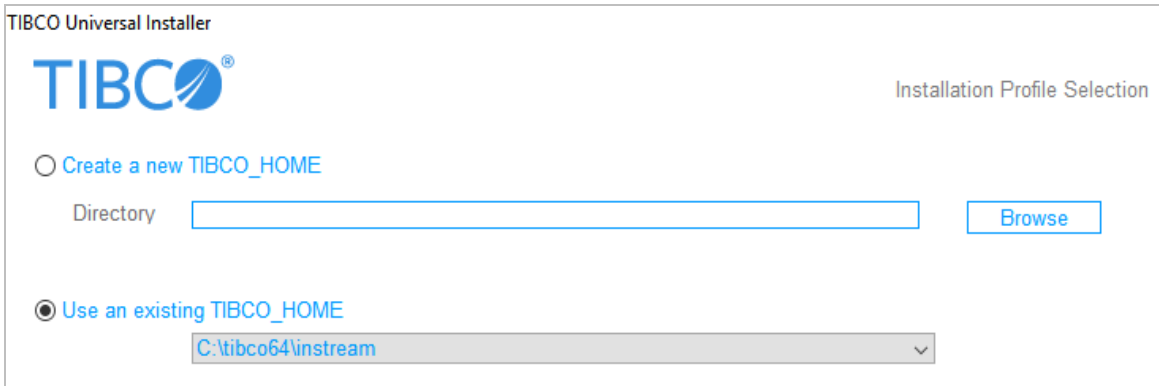 TIBCO Universal Installer
TIBCO®
Installation Profile Selection
Create a new TIBCO_HOME
Directory
Browse
Use an existing TIBCO_HOME
C:\tibco64\instream